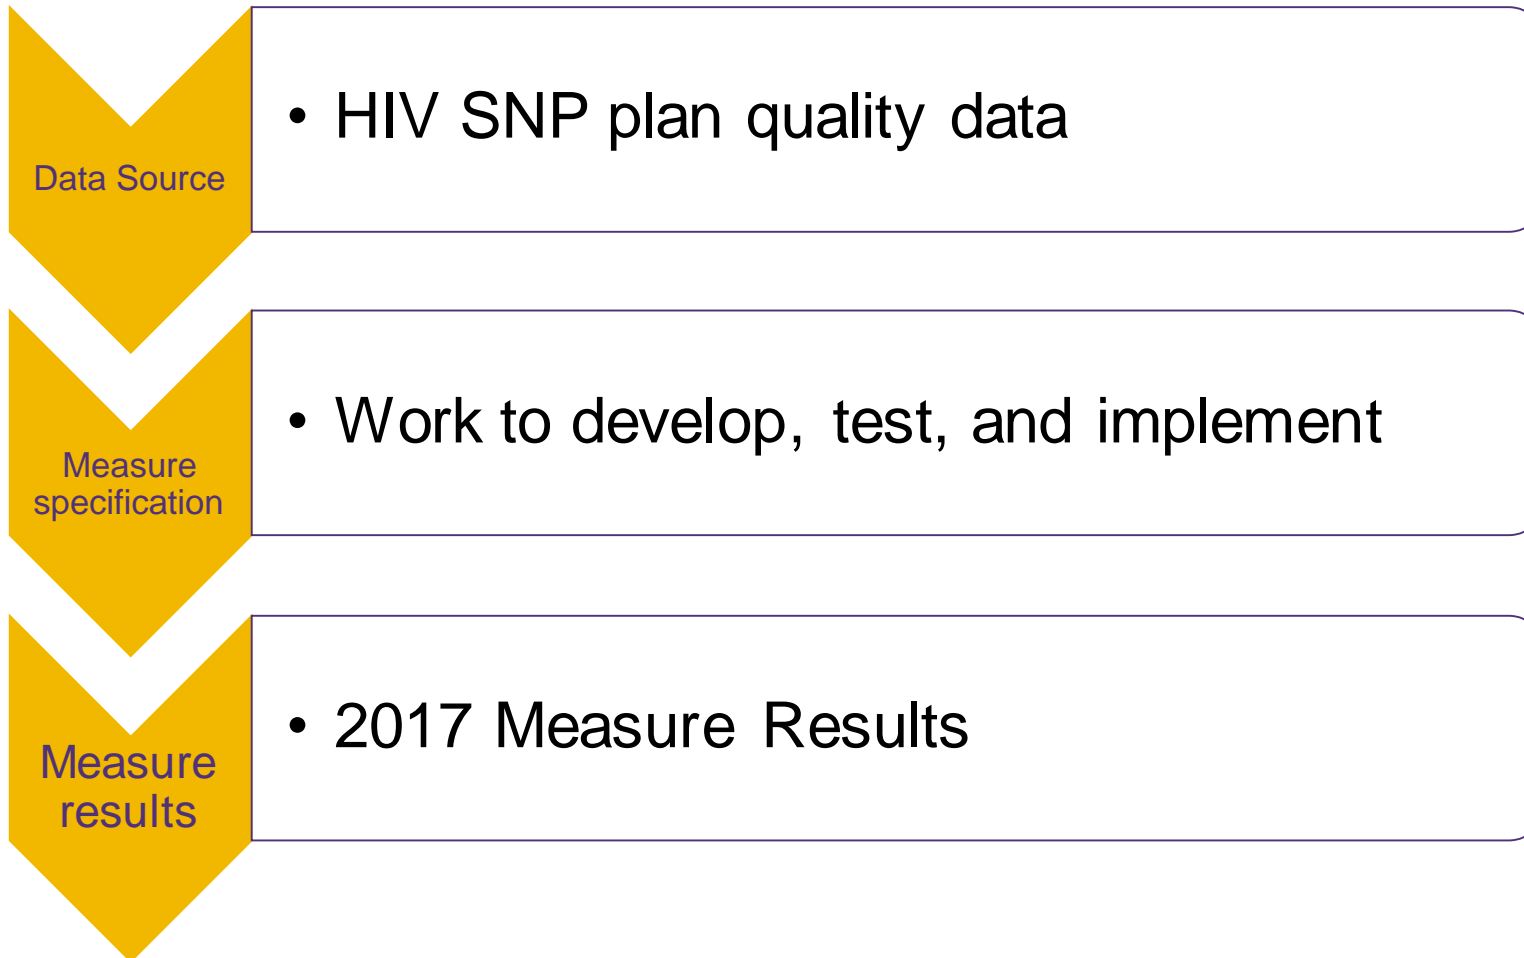 Data Source
• HIV SNP plan quality data
Measure
specification
• Work to develop, test, and implement
Measure
results
• 2017 Measure Results